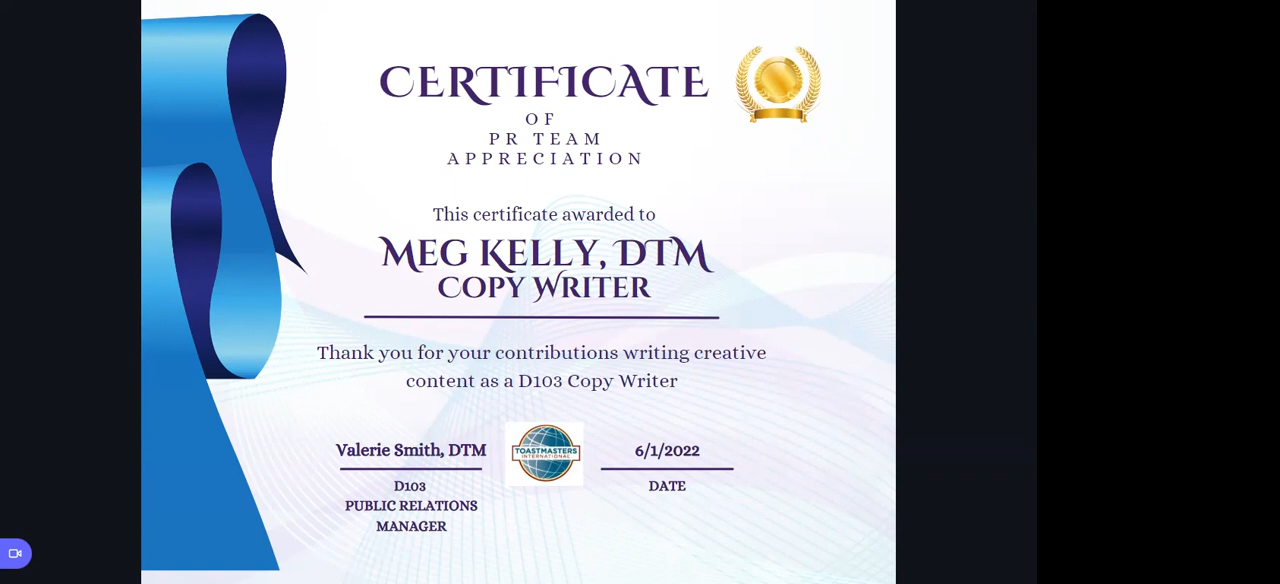 CERTIFICATE
OF
PR TEAM
APPRECIATION
This certificate awarded to
MEG KELLY, DTM
COPY WRITER
Thank you for your contributions writing creative
content as a D103 Copy Writer
Valerie Smith, DTM
D103
PUBLIC RELATIONS
MANAGER
TOASTMASTERS
INTERNATIONAL
6/1/2022
DATE